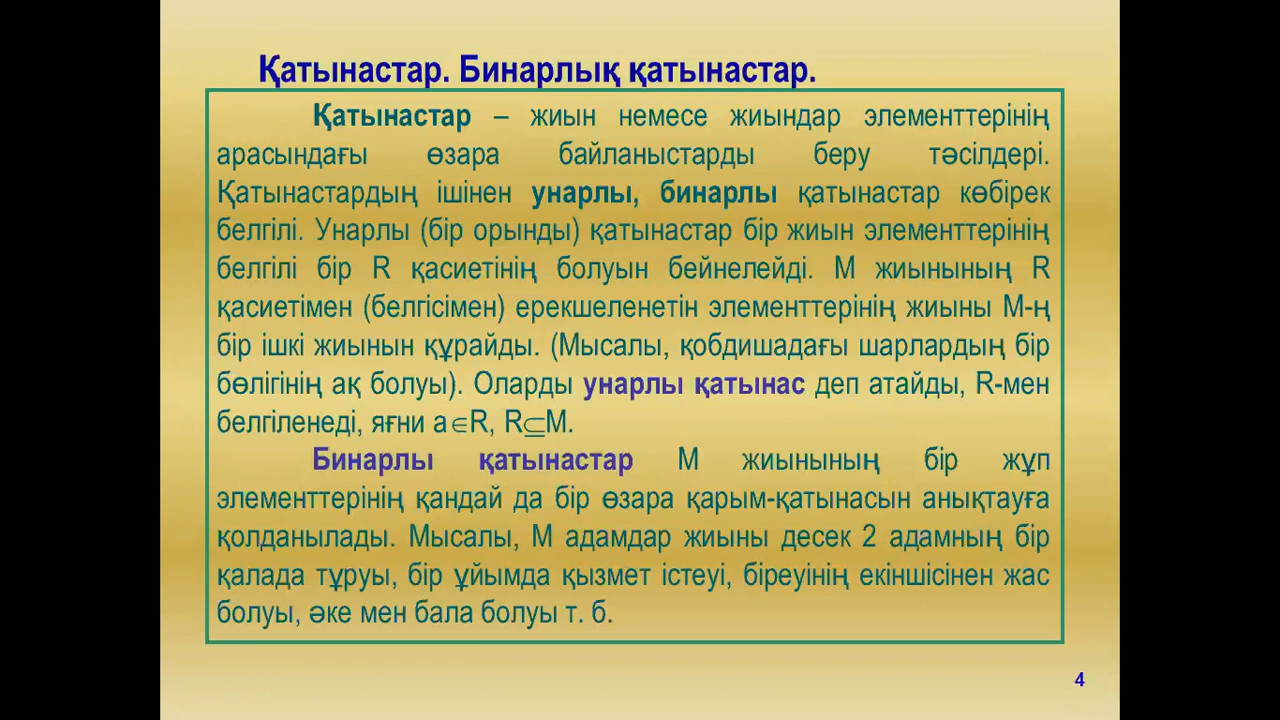 Қатынастар. Бинарлық қатынастар.
Қатынастар – жиын немесе жиындар элементтерінің
арасындағы өзара байланыстарды беру тәсілдері.
Қатынастардың ішінен унарлы, бинарлы қатынастар көбірек
белгілі. Унарлы (бір орынды) қатынастар бір жиын элементтерінің
белгілі бір R қасиетінің болуын бейнелейді. М жиынының R
қасиетімен (белгісімен) ерекшеленетін элементтерінің жиыны М-ң
бір ішкі жиынын құрайды. (Мысалы, қобдишадағы шарлардың бір
бөлігінің ақ болуы). Оларды унарлы қатынас деп атайды, R-мен
белгіленеді, яғни а∈R, R⊆М.
Бинарлы қатынастар М жиынының бір жұп
элементтерінің қандай да бір өзара қарым-қатынасын анықтауға
қолданылады. Мысалы, М адамдар жиыны десек 2 адамның бір
қалада тұруы, бір ұйымда қызмет істеуі, біреуінің екіншісінен жас
болуы, әке мен бала болуы т. б.
4